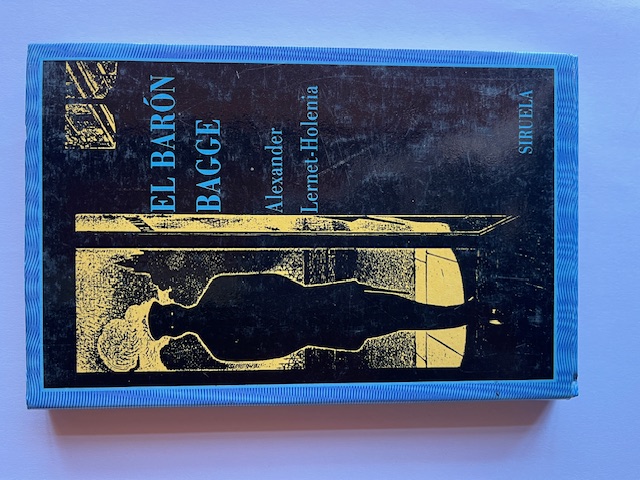 EL BARÓN
BAGGE
Alexander
Lernet-Holenia
SIRUELA